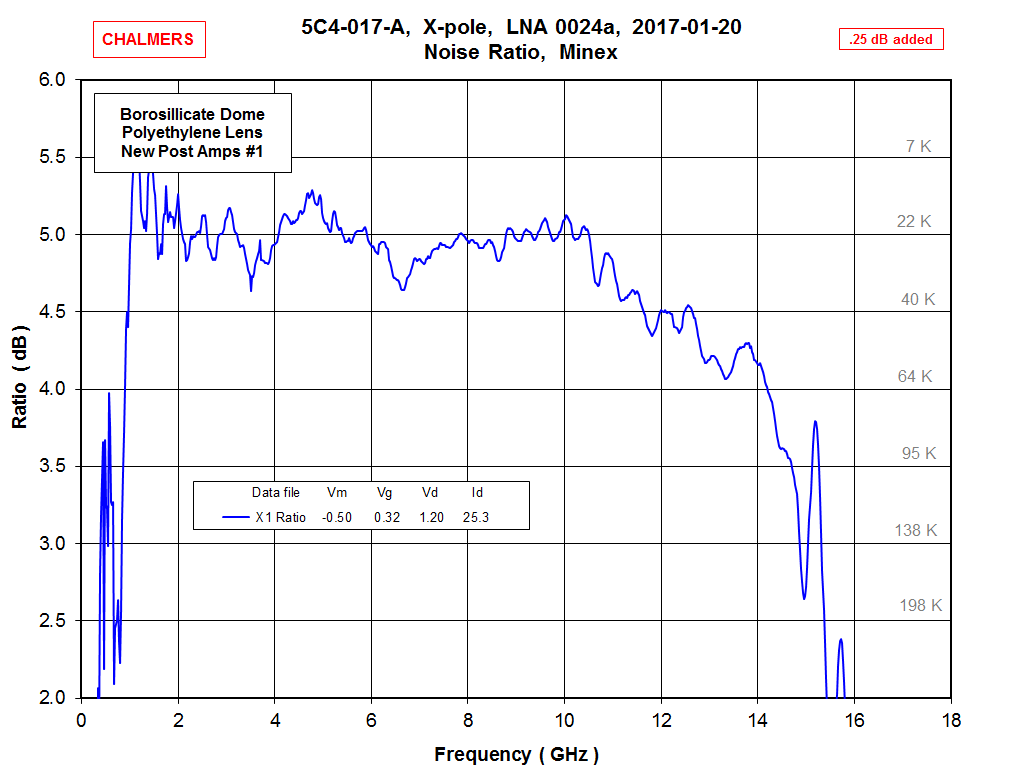 CHALMERS
5C4-017-A, X-pole, LNA 0024a, 2017-01-20
Noise Ratio, Minex
.25 dB added
6.0
Borosillicate Dome
Polyethylene Lens
New Post Amps #1
7 K
5.5
22 K
5.0
40 K
4.5
64 K
4.0
95 K
3.5
Data file Vm Vg Vd Id
X1 Ratio -0.50 0.32 1.20 25.3
138 K
3.0
198 K
2.5
2.0
Ratio ( dB )
0 2 4 6 8 10 12 14 16 18
Frequency ( GHz )